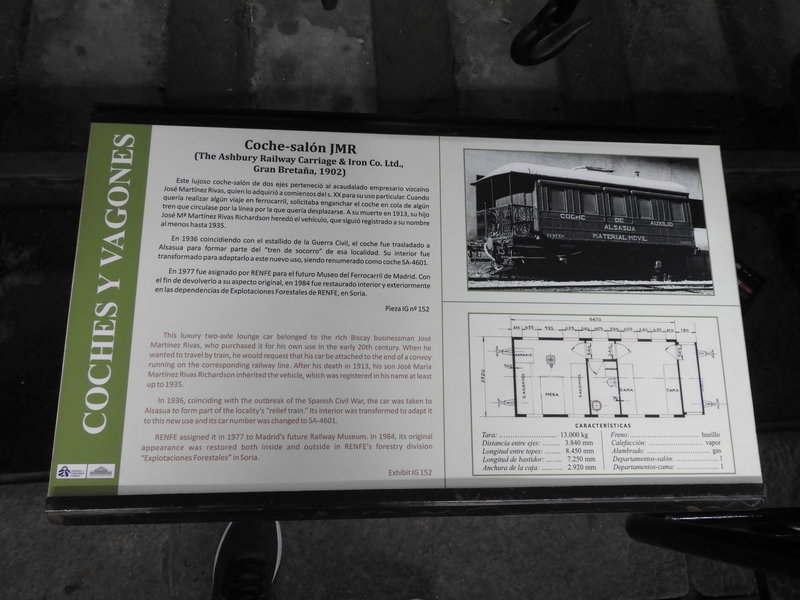 COCHES Y VAGONES
Coche-salón JMR
(The Ashbury Railway Carriage & Iron Co. Ltd.,
Gran Bretaña, 1902)
Este lujoso coche-salón de dos ejes perteneció al acaudalado empresario vizcaíno
José Martínez Rivas, quien lo adquirió a comienzos del s. XX para su uso particular. Cuando
quería realizar algún viaje en ferrocarril, solicitaba enganchar el coche en cola de algún
tren que circulase por la línea por la que quería desplazarse. A su muerte en 1913, su hijo
José Mª Martínez Rivas Richardson heredó el vehículo, que siguió registrado a su nombre
al menos hasta 1935.
En 1936 coincidiendo con el estallido de la Guerra Civil, el coche fue trasladado a
Alsasua para formar parte del "tren de socorro" de esa localidad. Su interior fue
transformado para adaptarlo a este nuevo uso, siendo renumerado como coche SA-4601.
En 1977 fue asignado por RENFE para el futuro Museo del Ferrocarril de Madrid. Con
el fin de devolverlo a su aspecto original, en 1984 fue restaurado interior y exteriormente
en las dependencias de Explotaciones Forestales de RENFE, en Soria.
Pieza IG nº 152
This luxury two-axle lounge car belonged to the rich Biscay businessman José
Martínez Rivas, who purchased it for his own use in the early 20th century. When he
wanted to travel by train, he would request that his car be attached to the end of a convoy
running on the corresponding railway line. After his death in 1913, his son José María
Martínez Rivas Richardson inherited the vehicle, which was registered in his name at least
up to 1935.
In 1936, coinciding with the outbreak of the Spanish Civil War, the car was taken to
Alsasua to form part of the locality's "relief train." Its interior was transformed to adapt it
to this new use and its car number was changed to SA-4601.
RENFE assigned it in 1977 to Madrid's future Railway Museum. In 1984, its original
appearance was restored both inside and outside in RENFE's forestry division
"Explotaciones Forestales" in Soria.
Exhibit IG 152
COCHE DE AUXILIO
ALSASUA
MATERIAL-MOVIL
6470
2920
MESA
CAMA
CAMA
CARACTERÍSTICAS
Tara: 13.000 kg
Distancia entre ejes: 3.840 mm
Longitud entre topes: 8.450 mm
Longitud de bastidor: 7.250 mm
Anchura de la caja: 2.920 mm
Freno: husillo
Calefacción: vapor
Alumbrado: gas
Departamentos-salón: 1
Departamentos-cama: 1